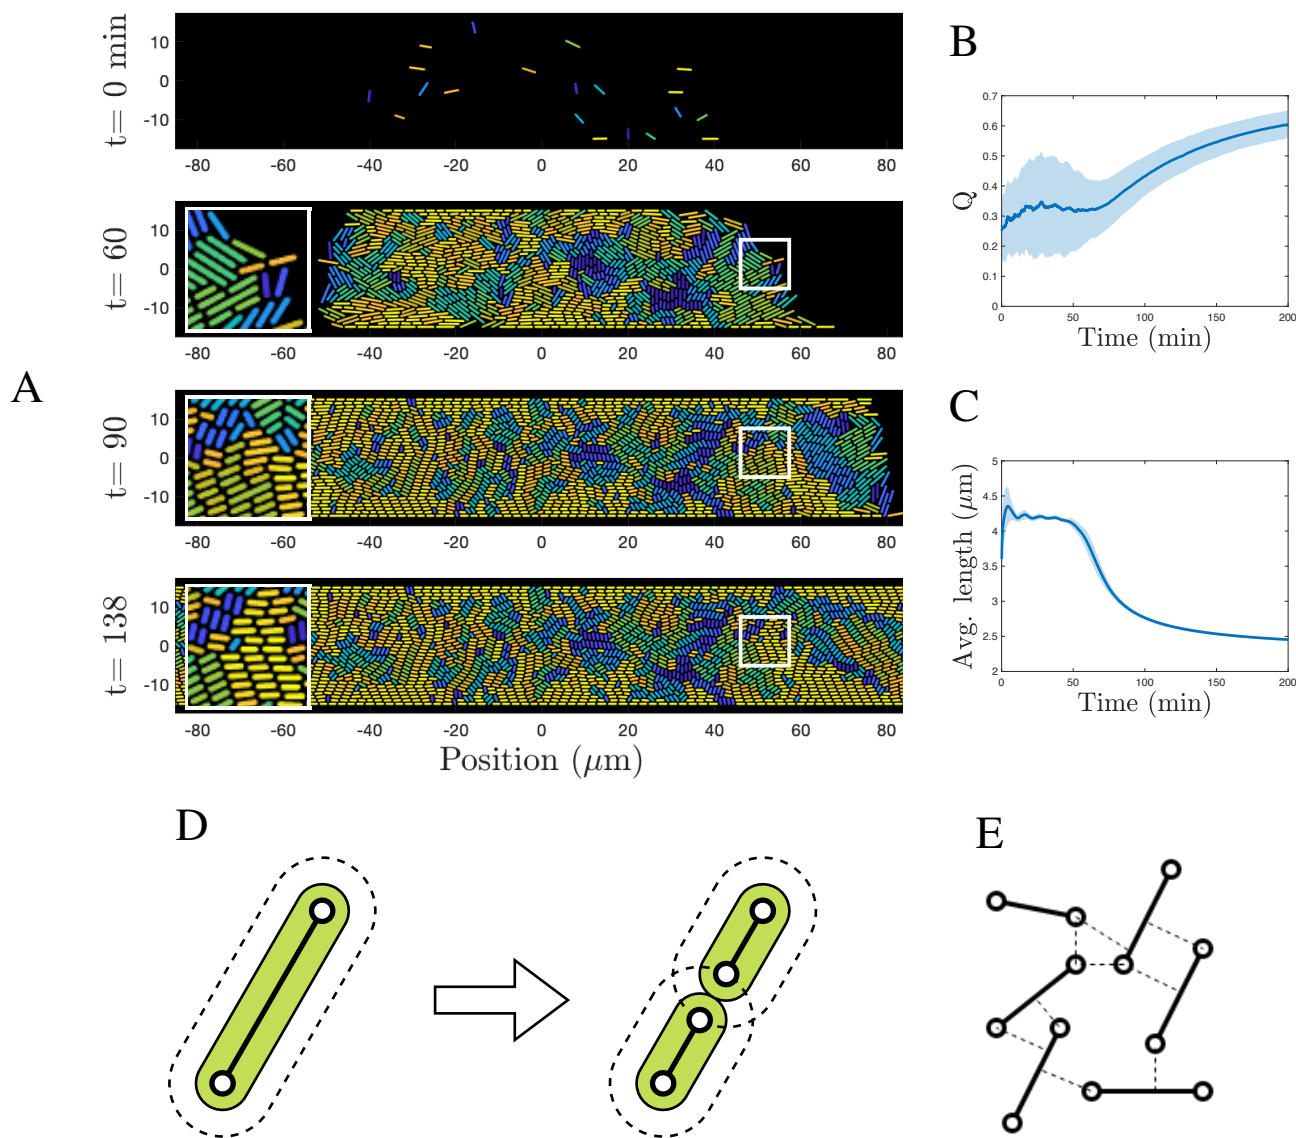 A
t= 0 min
10
0
-10
-80 -60 -40 -20 0 20 40 60 80
t= 60
10
0
-10
-80 -60 -40 -20 0 20 40 60 80
t= 90
10
0
-10
-80 -60 -40 -20 0 20 40 60 80
t= 138
10
0
-10
-80 -60 -40 -20 0 20 40 60 80
Position (μm)
B
Q
0.7
0.6
0.5
0.4
0.3
0.2
0.1
0
0 50 100 150 200
Time (min)
C
Avg. length (μm)
5
4.5
4
3.5
3
2.5
2
0 50 100 150 200
Time (min)
D
E